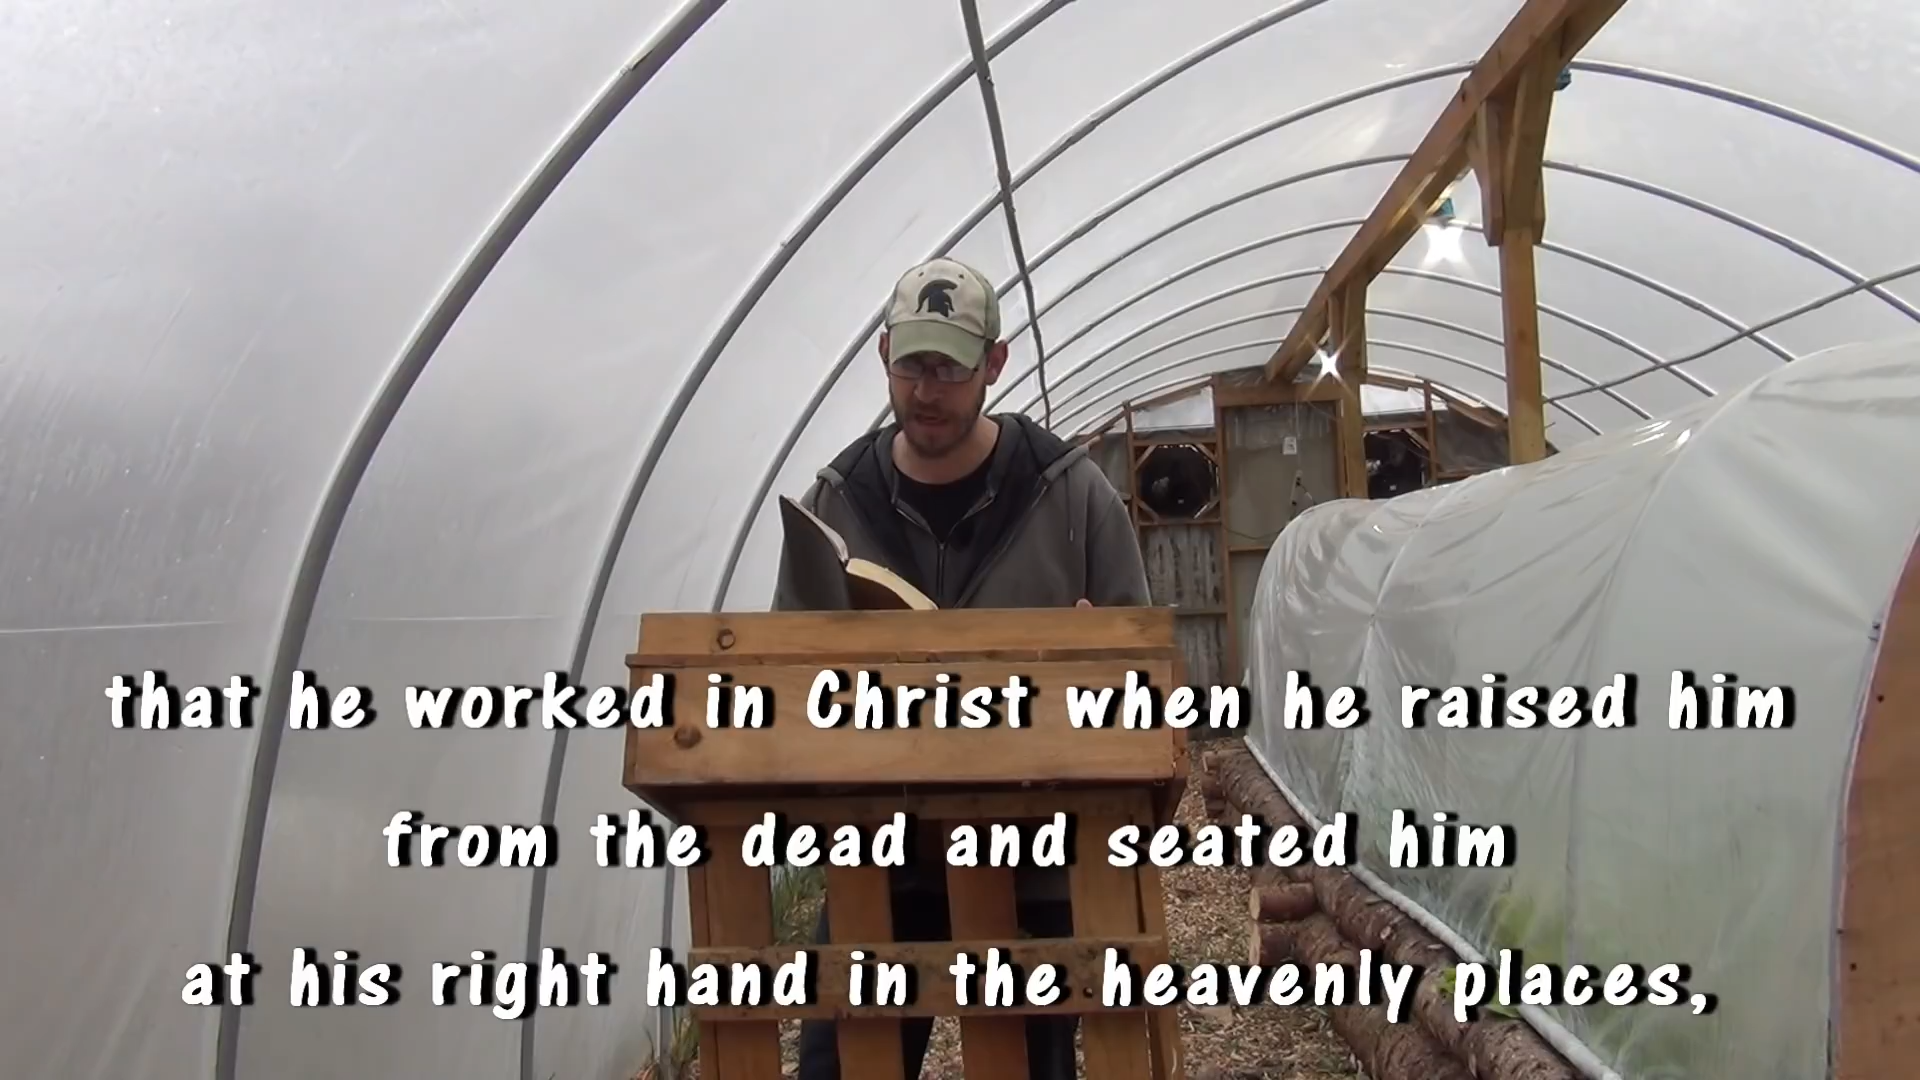 that he worked in Christ when he raised him
from the dead and seated him
at his right hand in the heavenly places,